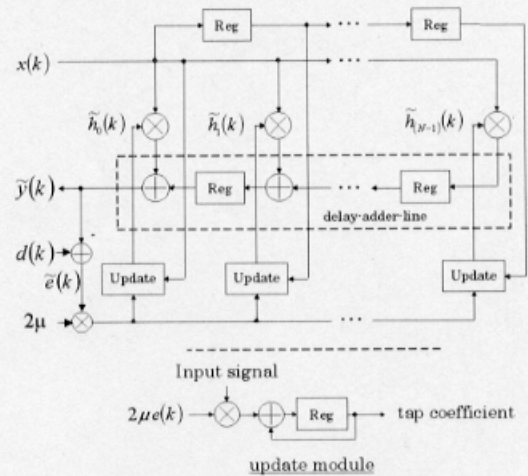 Reg
···
Reg
x(k)
···
h̃₀(k)
h̃₁(k)
h̃₍N-1₎(k)
ỹ(k)
Reg
···
Reg
delay-adder-line
d(k)
-
ẽ(k)
Update
Update
Update
2μ
···
Input signal
2μe(k)
Reg
tap coefficient
update module